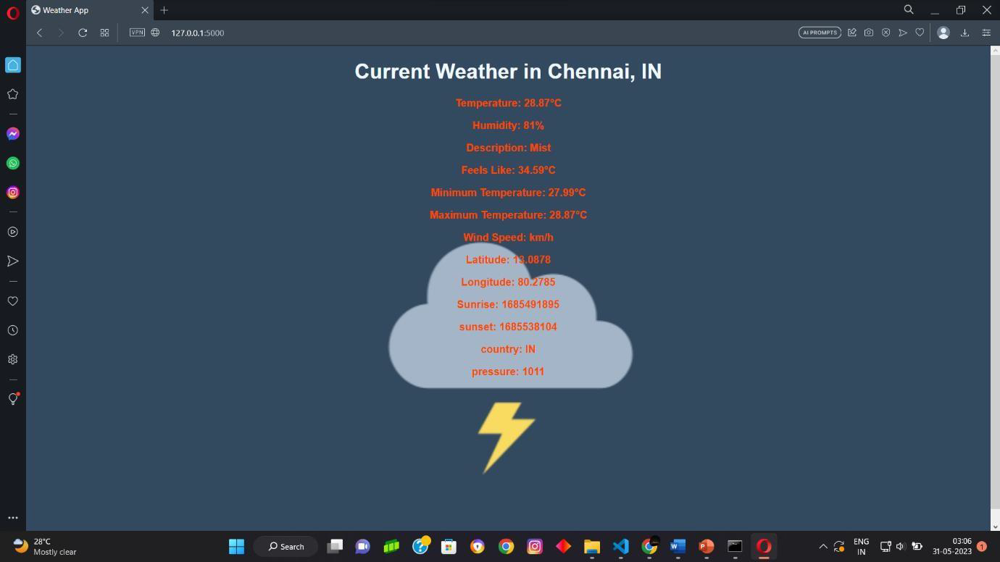 Weather App
VPN
127.0.0.1:5000
AI PROMPTS
Current Weather in Chennai, IN
Temperature: 28.87°C
Humidity: 81%
Description: Mist
Feels Like: 34.59°C
Minimum Temperature: 27.99°C
Maximum Temperature: 28.87°C
Wind Speed: km/h
Latitude: 13.0878
Longitude: 80.2785
Sunrise: 1685491895
sunset: 1685538104
country: IN
pressure: 1011
28°C
Mostly clear
Search
ENG
IN
03:06
31-05-2023
1